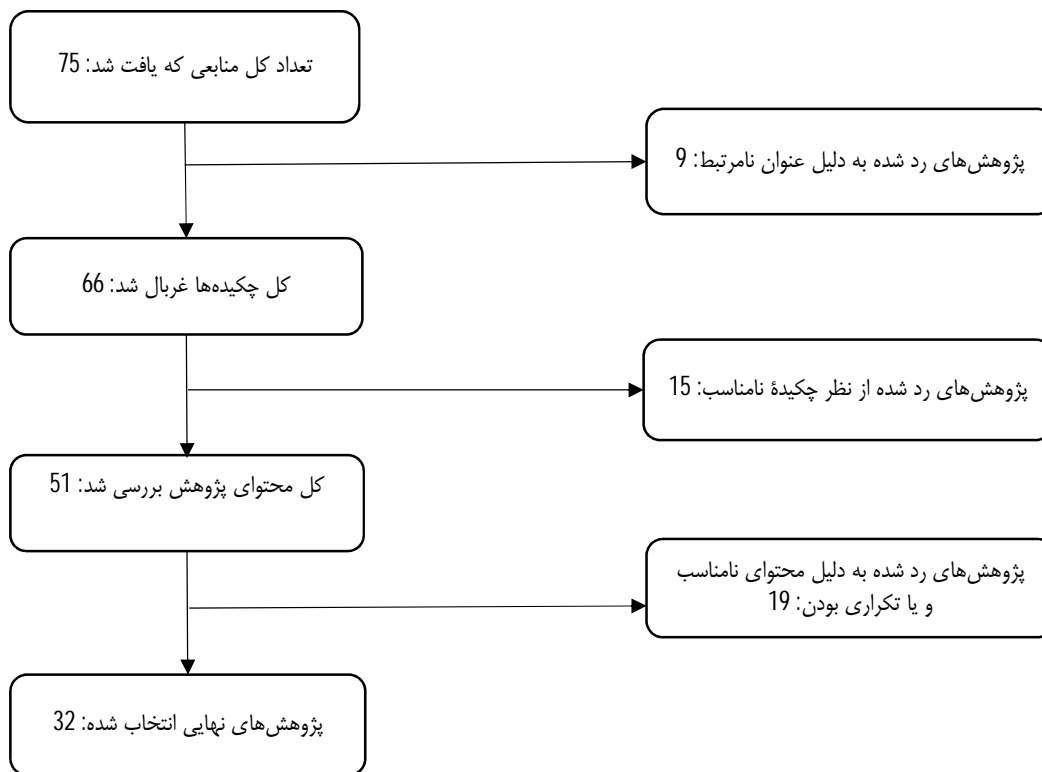 تعداد کل منابعی که یافت شد: 75
پژوهش‌های رد شده به دلیل عنوان نامرتبط: 9
کل چکیده‌ها غربال شد: 66
پژوهش‌های رد شده از نظر چکیدۀ نامناسب: 15
کل محتوای پژوهش بررسی شد: 51
پژوهش‌های رد شده به دلیل محتوای نامناسب
و یا تکراری بودن: 19
پژوهش‌های نهایی انتخاب شده: 32